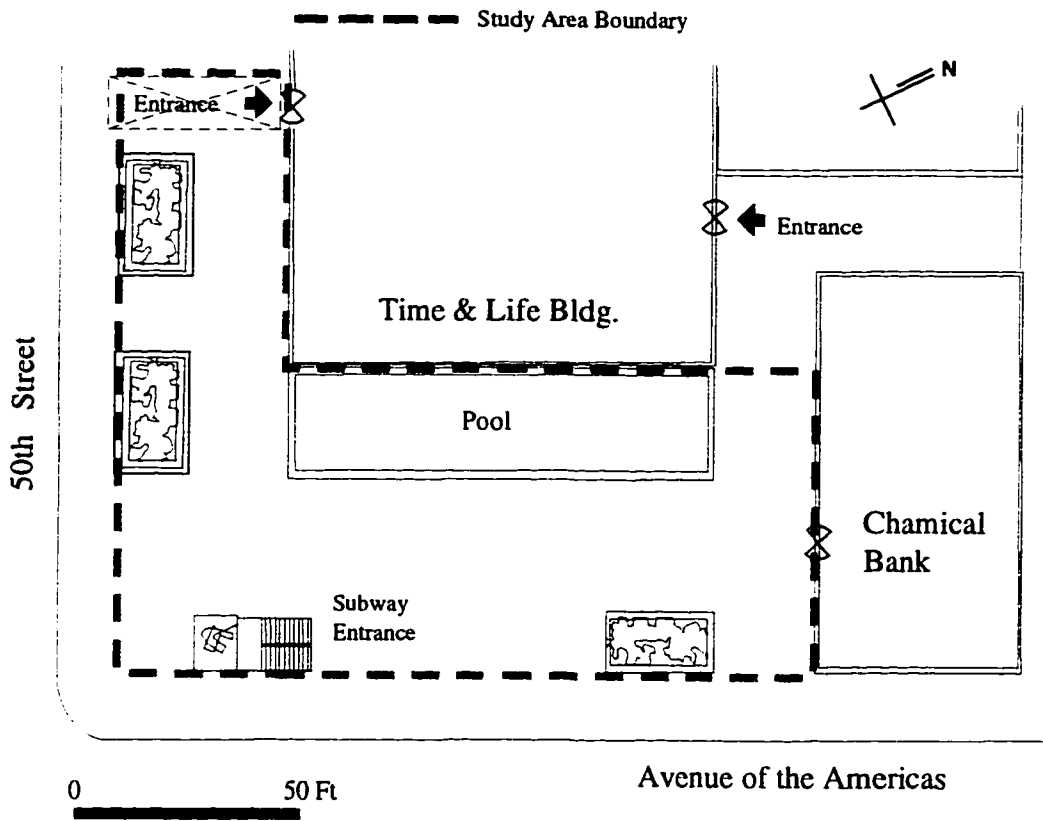 Study Area Boundary
N
Entrance
Entrance
Time & Life Bldg.
50th Street
Pool
Chamical
Bank
Subway
Entrance
0 50 Ft
Avenue of the Americas